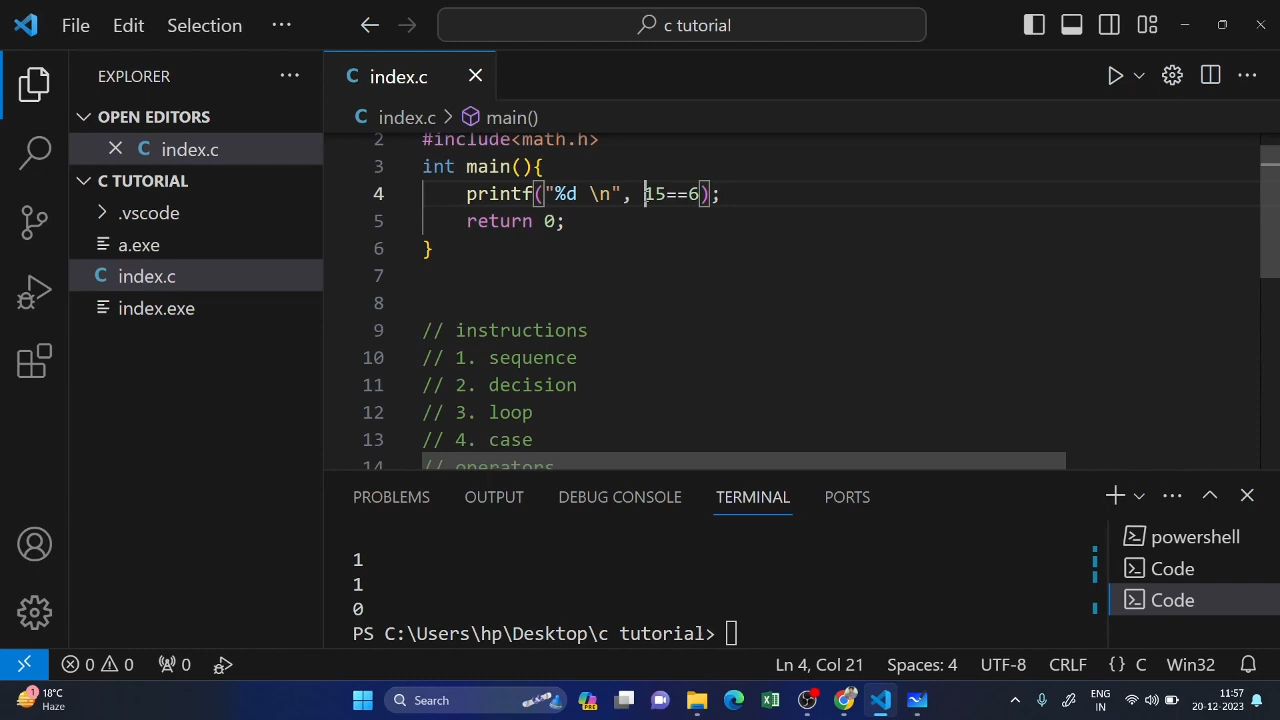 File Edit Selection ···
c tutorial
EXPLORER ···
OPEN EDITORS
C index.c
C TUTORIAL
.vscode
a.exe
C index.c
index.exe
C index.c
C index.c > main()
2 #include<math.h>
3 int main(){
4 printf("%d \n", 15==6);
5 return 0;
6 }
7
8
9 // instructions
10 // 1. sequence
11 // 2. decision
12 // 3. loop
13 // 4. case
14 // operators
PROBLEMS OUTPUT DEBUG CONSOLE TERMINAL PORTS
1
1
0
PS C:\Users\hp\Desktop\c tutorial>
powershell
Code
Code
0 0 0 Ln 4, Col 21 Spaces: 4 UTF-8 CRLF {} C Win32
18°C
Haze
Search
PRE
ENG
IN
11:57
20-12-2023